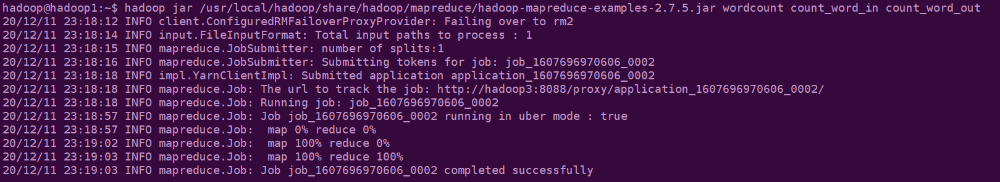 hadoop@hadoop1:~$ hadoop jar /usr/local/hadoop/share/hadoop/mapreduce/hadoop-mapreduce-examples-2.7.5.jar wordcount count_word_in count_word_out
20/12/11 23:18:12 INFO client.ConfiguredRMFailoverProxyProvider: Failing over to rm2
20/12/11 23:18:14 INFO input.FileInputFormat: Total input paths to process : 1
20/12/11 23:18:15 INFO mapreduce.JobSubmitter: number of splits:1
20/12/11 23:18:16 INFO mapreduce.JobSubmitter: Submitting tokens for job: job_1607696970606_0002
20/12/11 23:18:18 INFO impl.YarnClientImpl: Submitted application application_1607696970606_0002
20/12/11 23:18:18 INFO mapreduce.Job: The url to track the job: http://hadoop3:8088/proxy/application_1607696970606_0002/
20/12/11 23:18:18 INFO mapreduce.Job: Running job: job_1607696970606_0002
20/12/11 23:18:57 INFO mapreduce.Job: Job job_1607696970606_0002 running in uber mode : true
20/12/11 23:18:57 INFO mapreduce.Job:  map 0% reduce 0%
20/12/11 23:19:02 INFO mapreduce.Job:  map 100% reduce 0%
20/12/11 23:19:03 INFO mapreduce.Job:  map 100% reduce 100%
20/12/11 23:19:03 INFO mapreduce.Job: Job job_1607696970606_0002 completed successfully